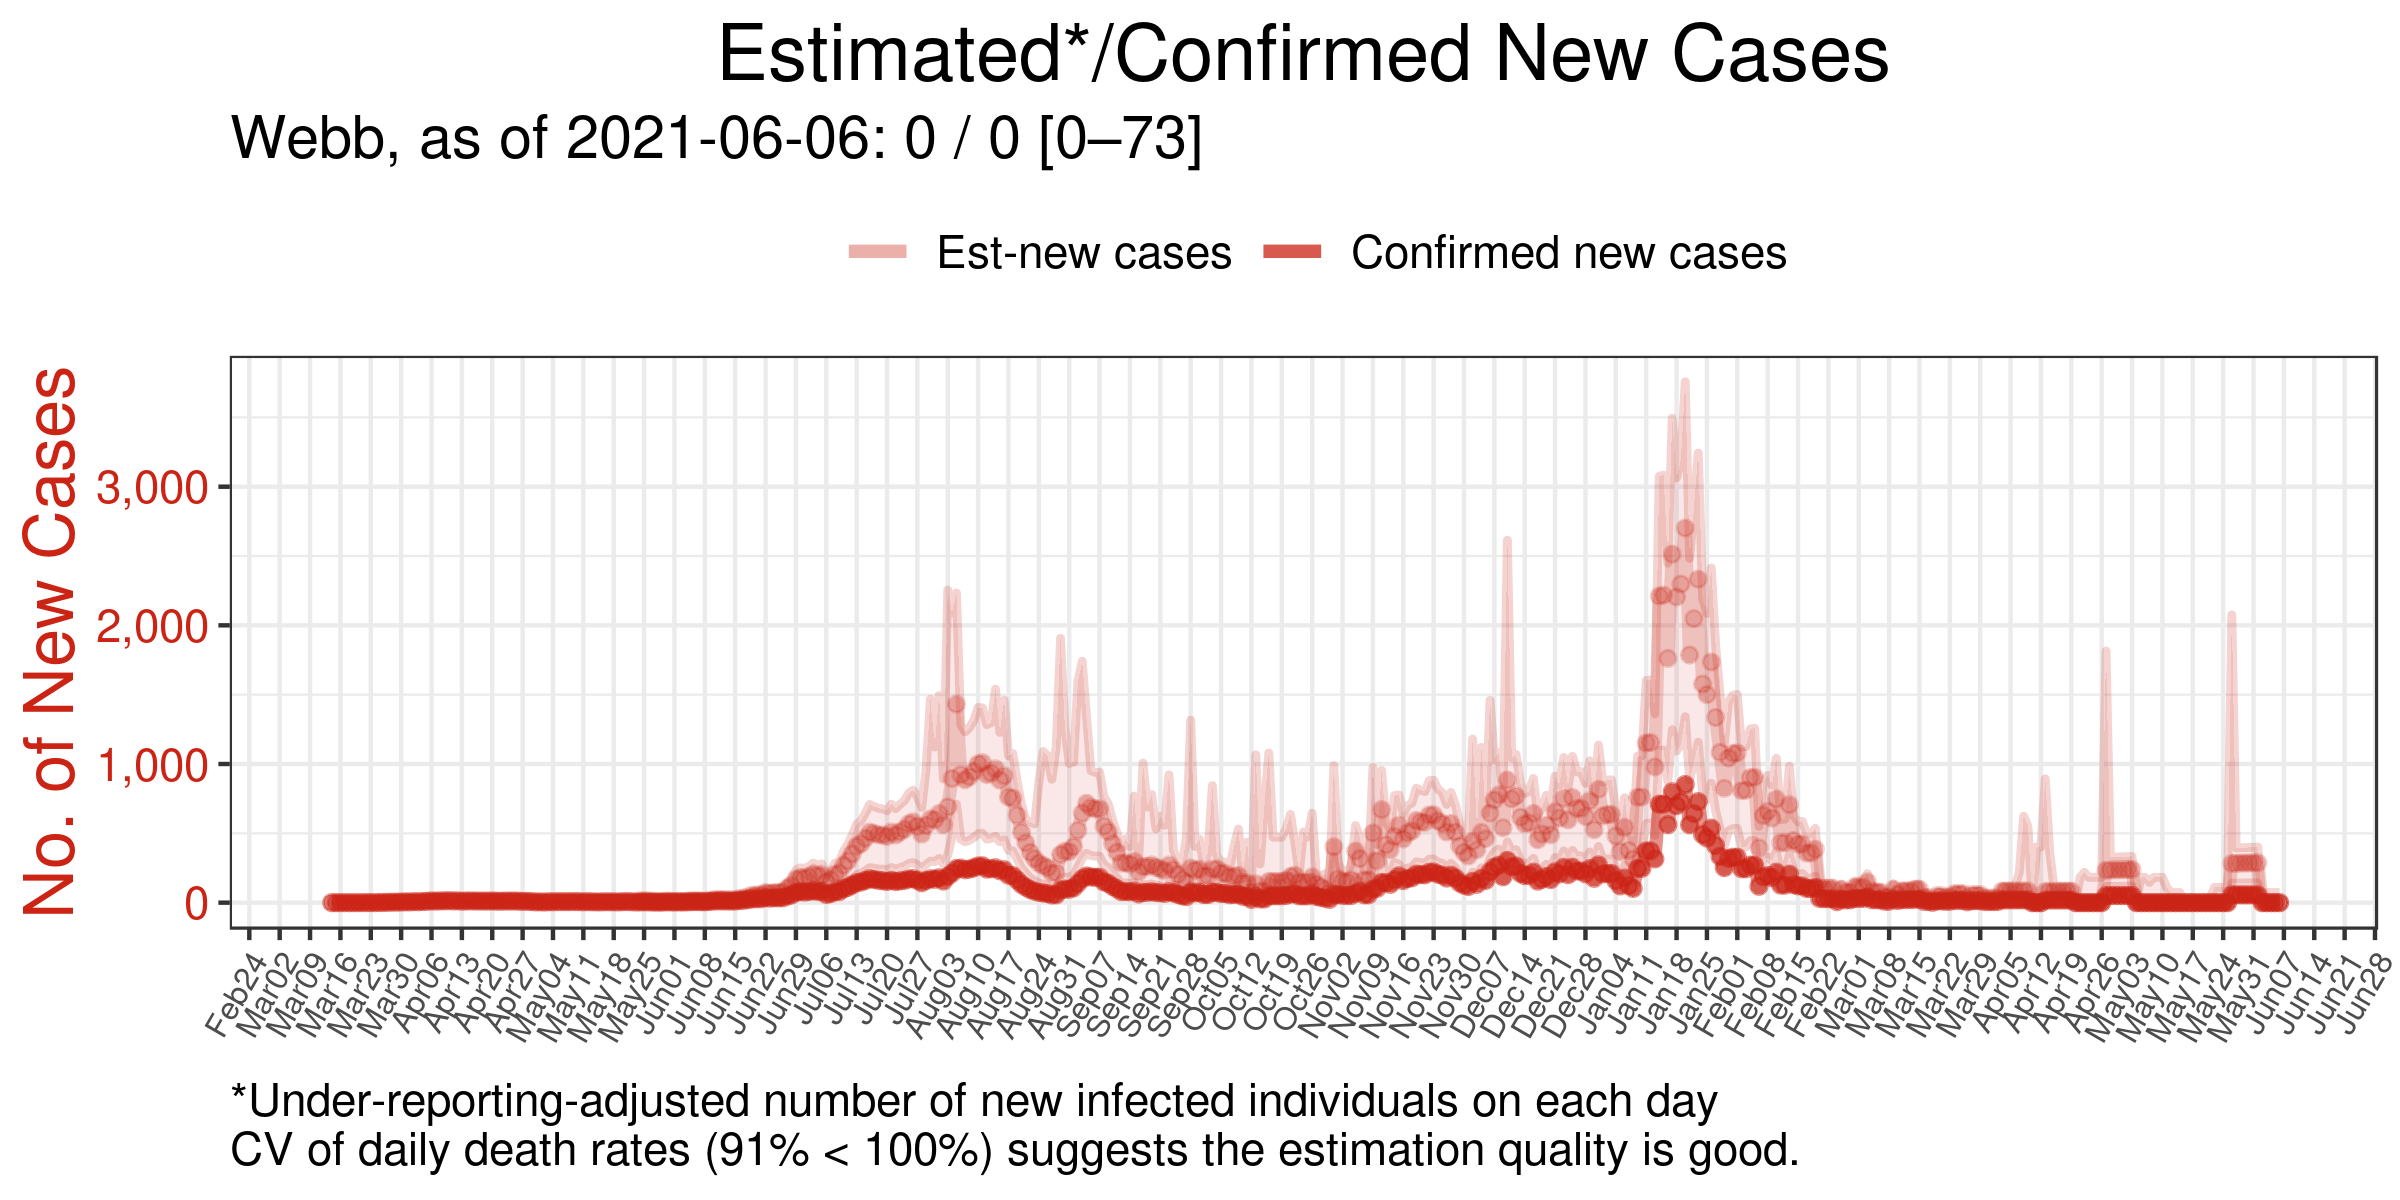 Estimated*/Confirmed New Cases
Webb, as of 2021-06-06: 0 / 0 [0–73]
Est-new cases Confirmed new cases
No. of New Cases
3,000
2,000
1,000
0
Feb24 Mar02 Mar09 Mar16 Mar23 Mar30 Apr06 Apr13 Apr20 Apr27 May04 May11 May18 May25 Jun01 Jun08 Jun15 Jun22 Jun29 Jul06 Jul13 Jul20 Jul27 Aug03 Aug10 Aug17 Aug24 Aug31 Sep07 Sep14 Sep21 Sep28 Oct05 Oct12 Oct19 Oct26 Nov02 Nov09 Nov16 Nov23 Nov30 Dec07 Dec14 Dec21 Dec28 Jan04 Jan11 Jan18 Jan25 Feb01 Feb08 Feb15 Feb22 Mar01 Mar08 Mar15 Mar22 Mar29 Apr05 Apr12 Apr19 Apr26 May03 May10 May17 May24 May31 Jun07 Jun14 Jun21 Jun28
*Under-reporting-adjusted number of new infected individuals on each day
CV of daily death rates (91% < 100%) suggests the estimation quality is good.